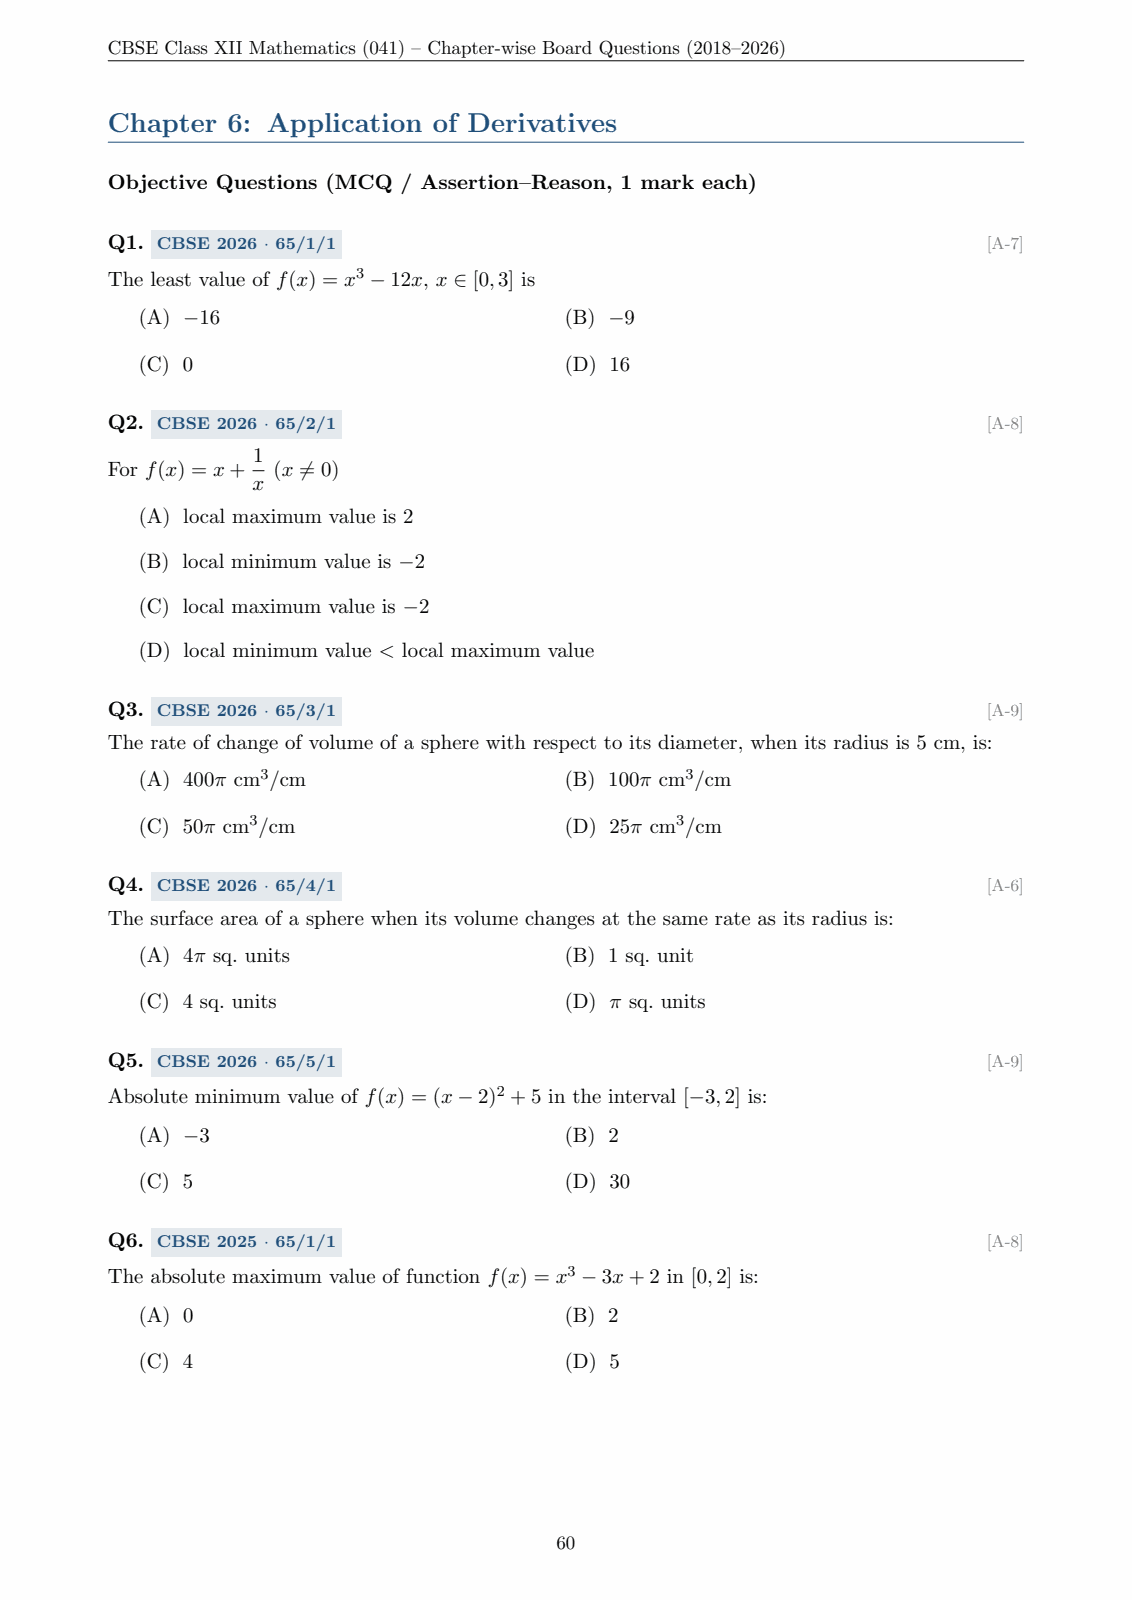 CBSE Class XII Mathematics (041) – Chapter-wise Board Questions (2018–2026)
Chapter 6: Application of Derivatives
Objective Questions (MCQ / Assertion–Reason, 1 mark each)
Q1. CBSE 2026 · 65/1/1 [A-7]
The least value of f(x) = x³ − 12x, x ∈ [0, 3] is
(A) −16 (B) −9
(C) 0 (D) 16
Q2. CBSE 2026 · 65/2/1 [A-8]
For f(x) = x + 1/x (x ≠ 0)
(A) local maximum value is 2
(B) local minimum value is −2
(C) local maximum value is −2
(D) local minimum value < local maximum value
Q3. CBSE 2026 · 65/3/1 [A-9]
The rate of change of volume of a sphere with respect to its diameter, when its radius is 5 cm, is:
(A) 400π cm³/cm (B) 100π cm³/cm
(C) 50π cm³/cm (D) 25π cm³/cm
Q4. CBSE 2026 · 65/4/1 [A-6]
The surface area of a sphere when its volume changes at the same rate as its radius is:
(A) 4π sq. units (B) 1 sq. unit
(C) 4 sq. units (D) π sq. units
Q5. CBSE 2026 · 65/5/1 [A-9]
Absolute minimum value of f(x) = (x − 2)² + 5 in the interval [−3, 2] is:
(A) −3 (B) 2
(C) 5 (D) 30
Q6. CBSE 2025 · 65/1/1 [A-8]
The absolute maximum value of function f(x) = x³ − 3x + 2 in [0, 2] is:
(A) 0 (B) 2
(C) 4 (D) 5
60